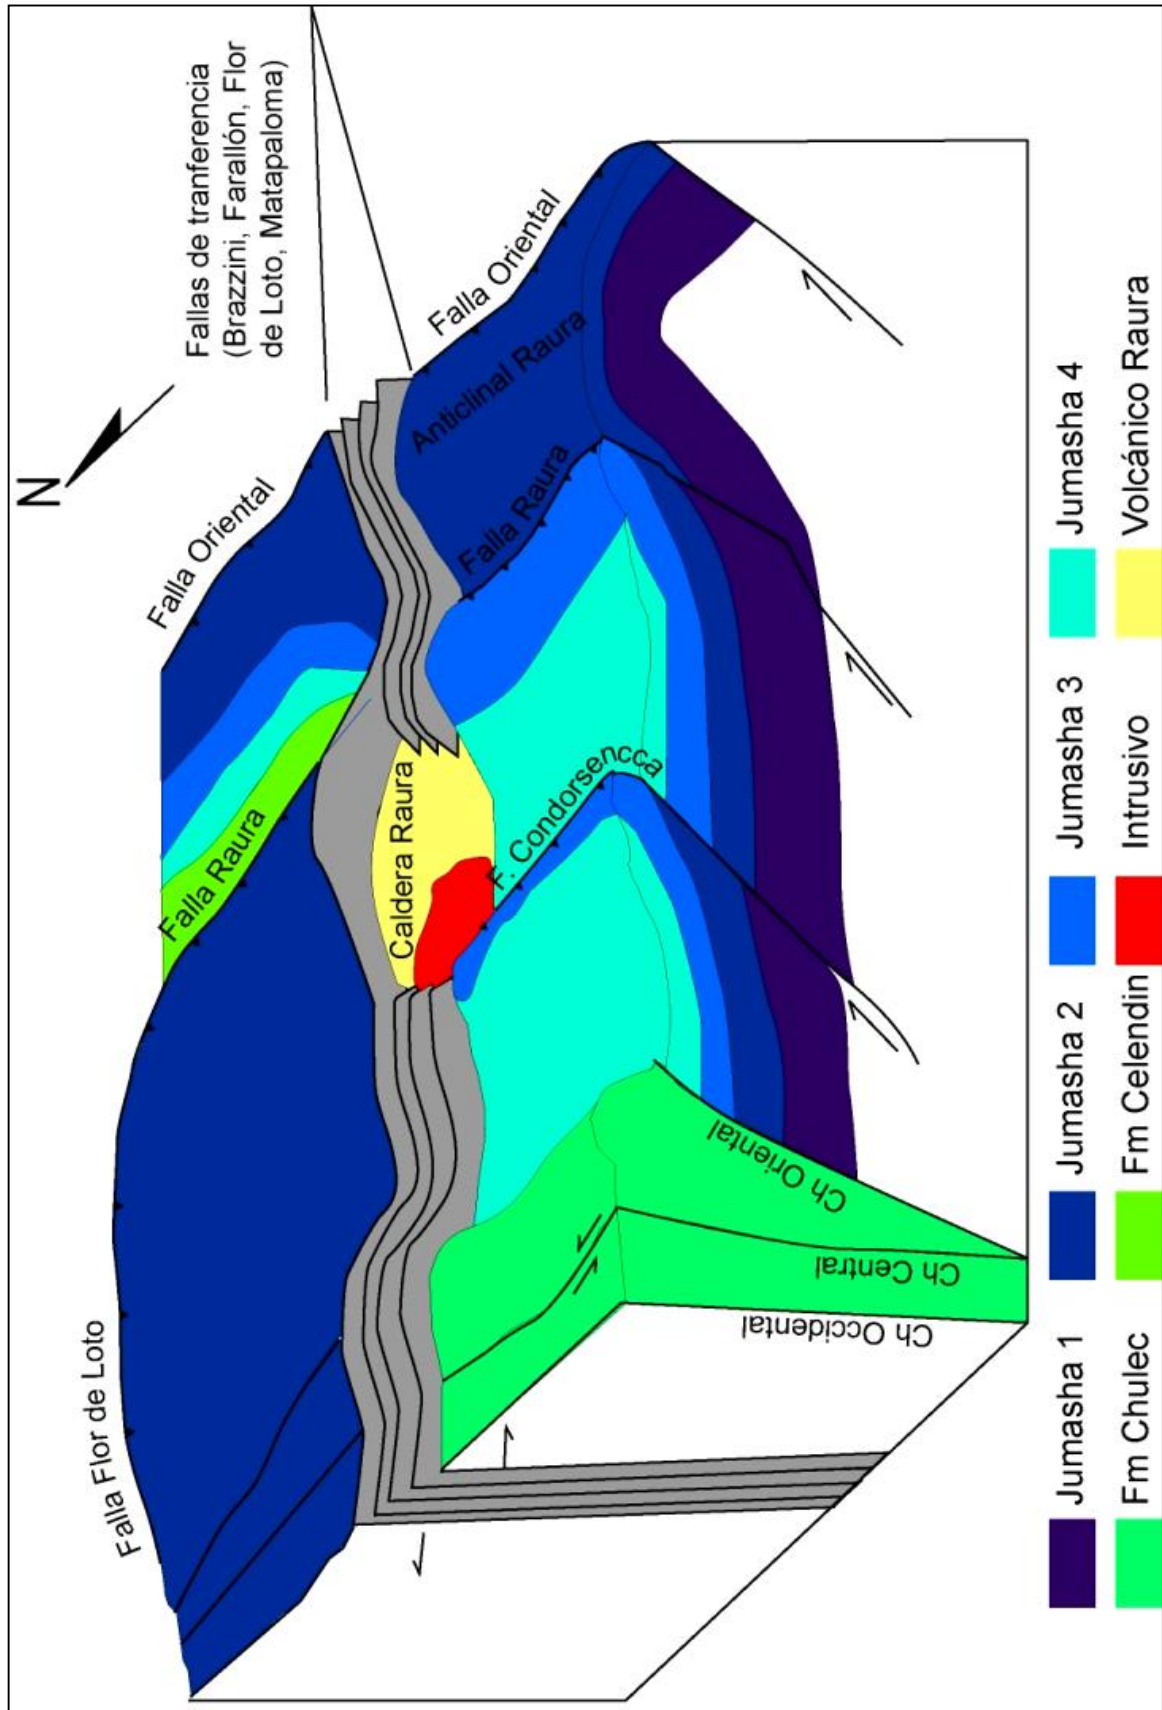 N
Fallas de tranferencia
(Brazzini, Farallón, Flor
de Loto, Matapaloma)
Falla Flor de Loto
Falla Raura
Falla Oriental
Caldera Raura
F. Condorsencca
Falla Raura
Anticlinal Raura
Falla Oriental
Ch Occidental
Ch Central
Ch Oriental
Jumasha 1
Jumasha 2
Jumasha 3
Jumasha 4
Fm Chulec
Fm Celendin
Intrusivo
Volcánico Raura